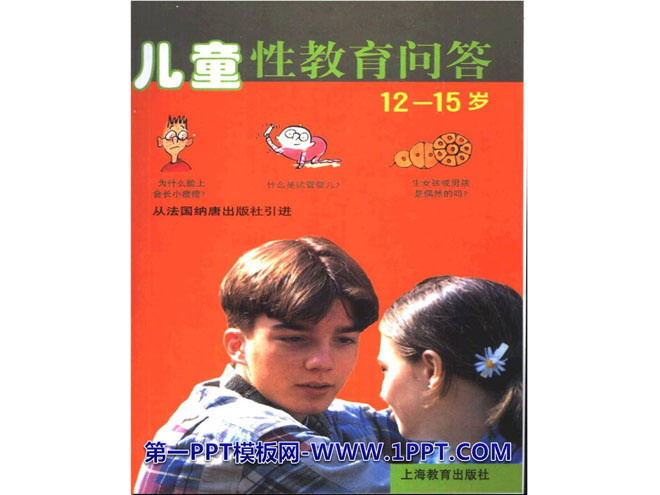 儿童性教育问答
12—15岁
为什么脸上
会长小痘痘?
什么是试管婴儿?
生女孩或男孩
是偶然的吗?
从法国纳唐出版社引进
第一PPT模板网-WWW.1PPT.COM
上海教育出版社